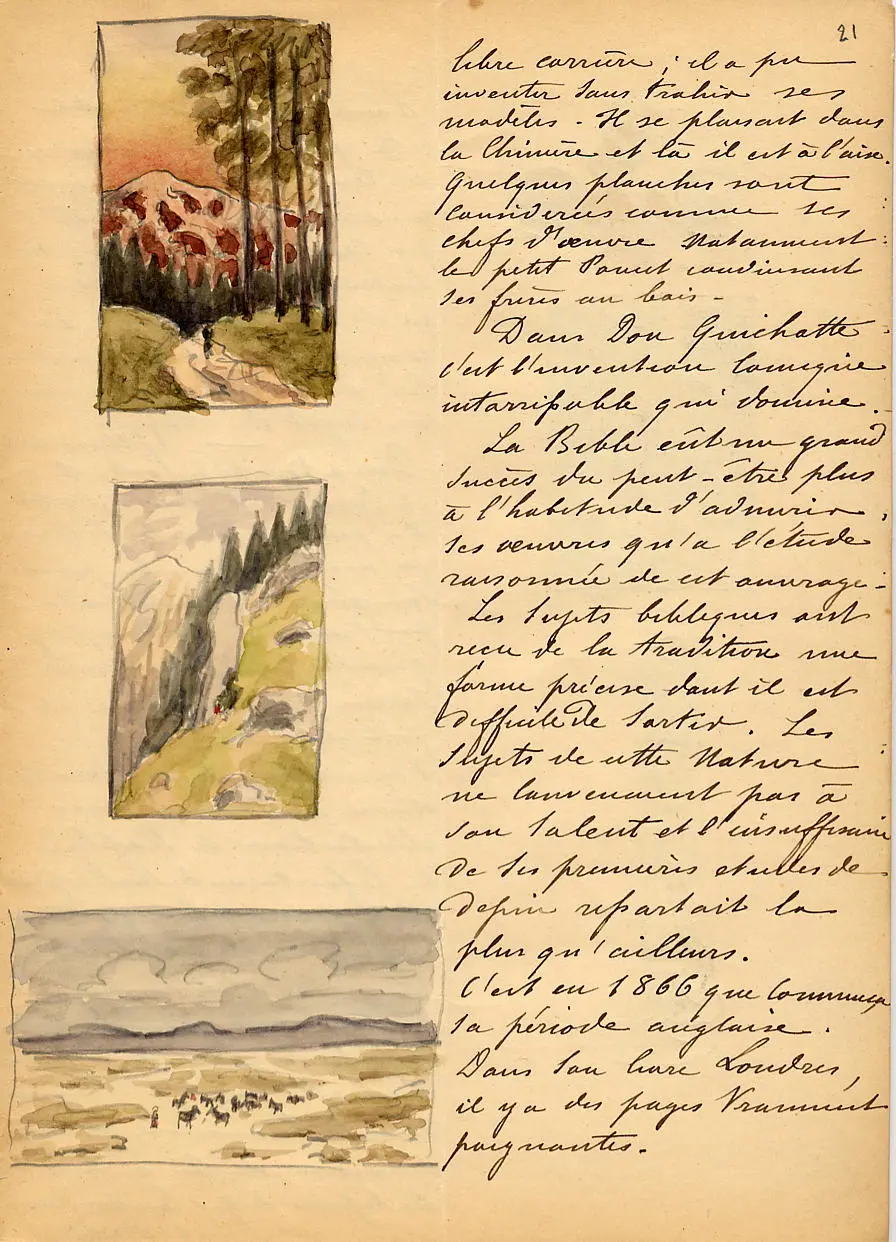 21
libre carrière ; il a pu
inventer sans trahir ses
modèles - Il se plaisait dans
la Chimère et là il est à l'aise.
Quelques planches sont
considérées comme ses
chefs d'œuvre notamment
le petit Poucet conduisant
ses frères au bois -
Dans Don Quichotte
c'est l'invention comique
intarrissable qui domine.
La Bible eût un grand
succès du peut-être plus
à l'habitude d'admirer
ses œuvres qu'à l'étude
raisonnée de cet ouvrage -
Les sujets bibliques ont
reçu de la tradition une
forme précise dont il est
difficile de sortir. Les
sujets de cette Nature
ne convenaient pas à
son talent et l'insuffisance
de ses premières études de
dessin ressortait là
plus qu'ailleurs.
C'est en 1866 que commença
sa période anglaise.
Dans son livre Londres,
il y a des pages vraiment
poignantes.